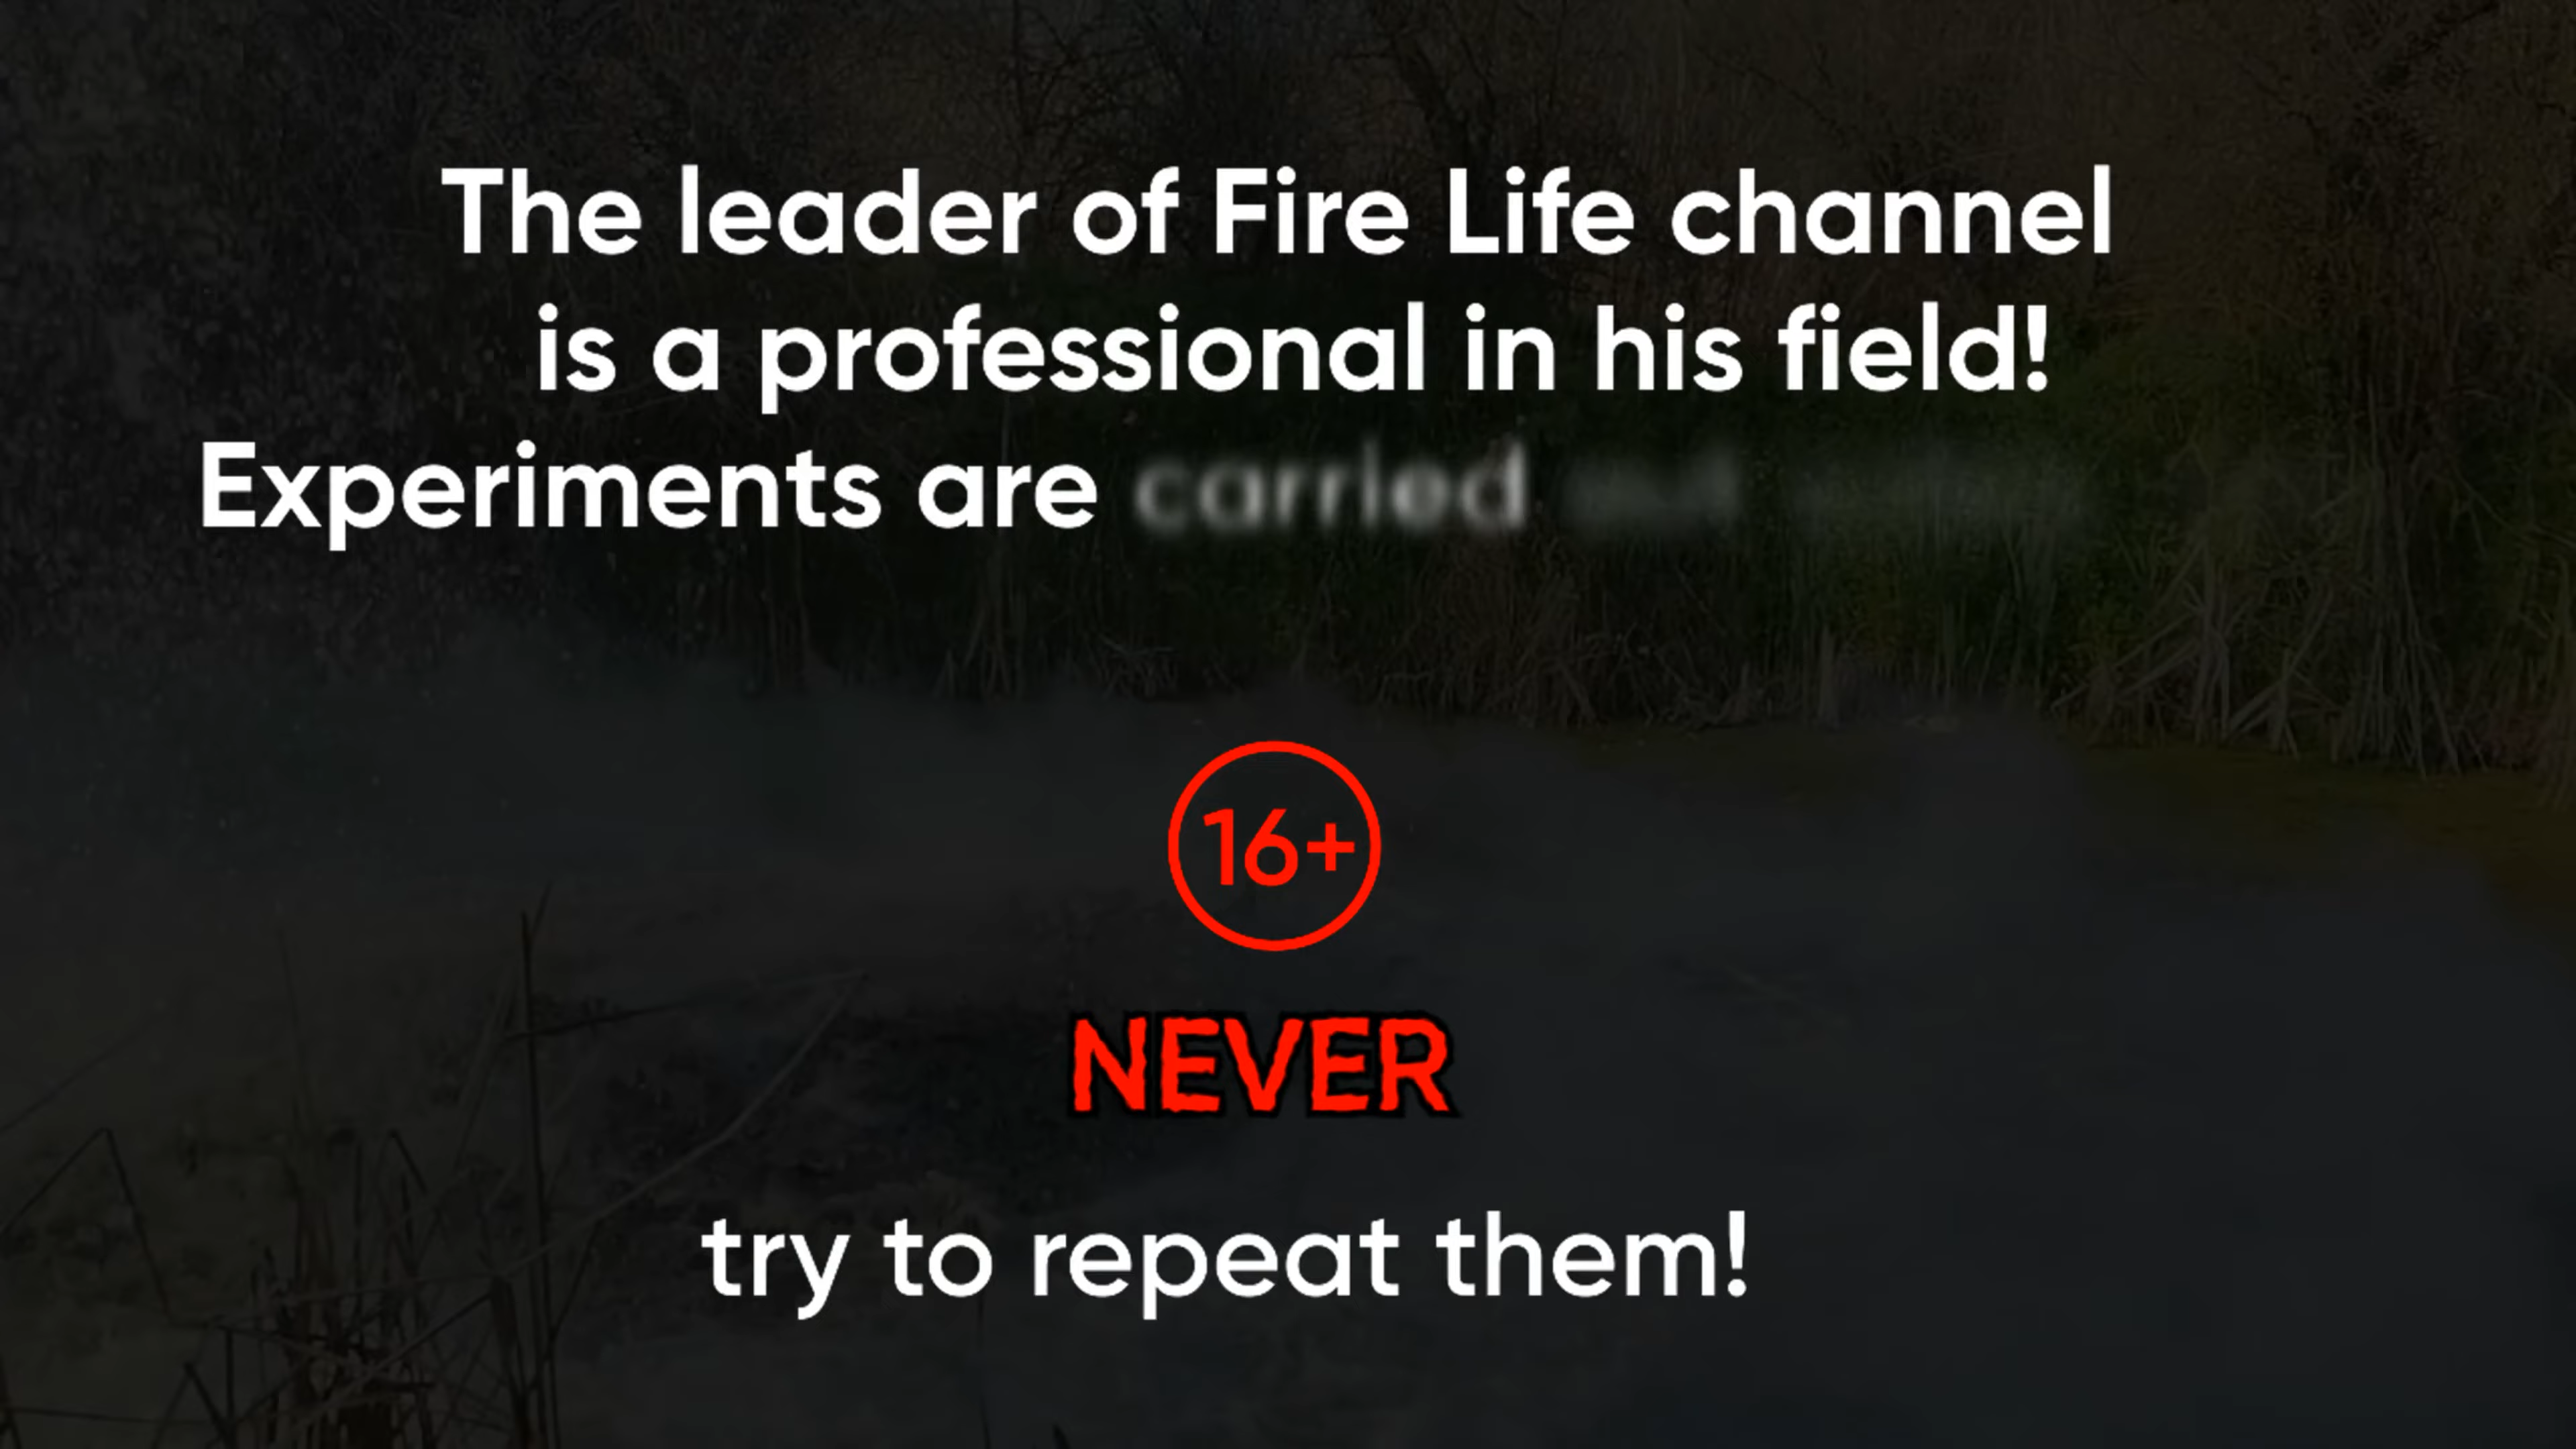 The leader of Fire Life channel
is a professional in his field!
Experiments are carried
16+
NEVER
try to repeat them!